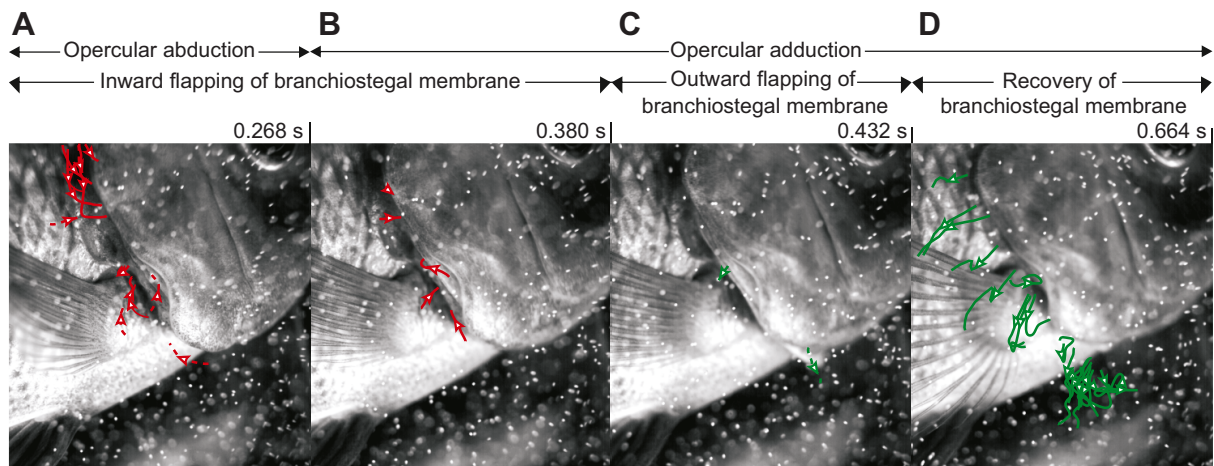 A B C D
Opercular abduction Opercular adduction
Inward flapping of branchiostegal membrane Outward flapping of branchiostegal membrane Recovery of branchiostegal membrane
0.268 s 0.380 s 0.432 s 0.664 s